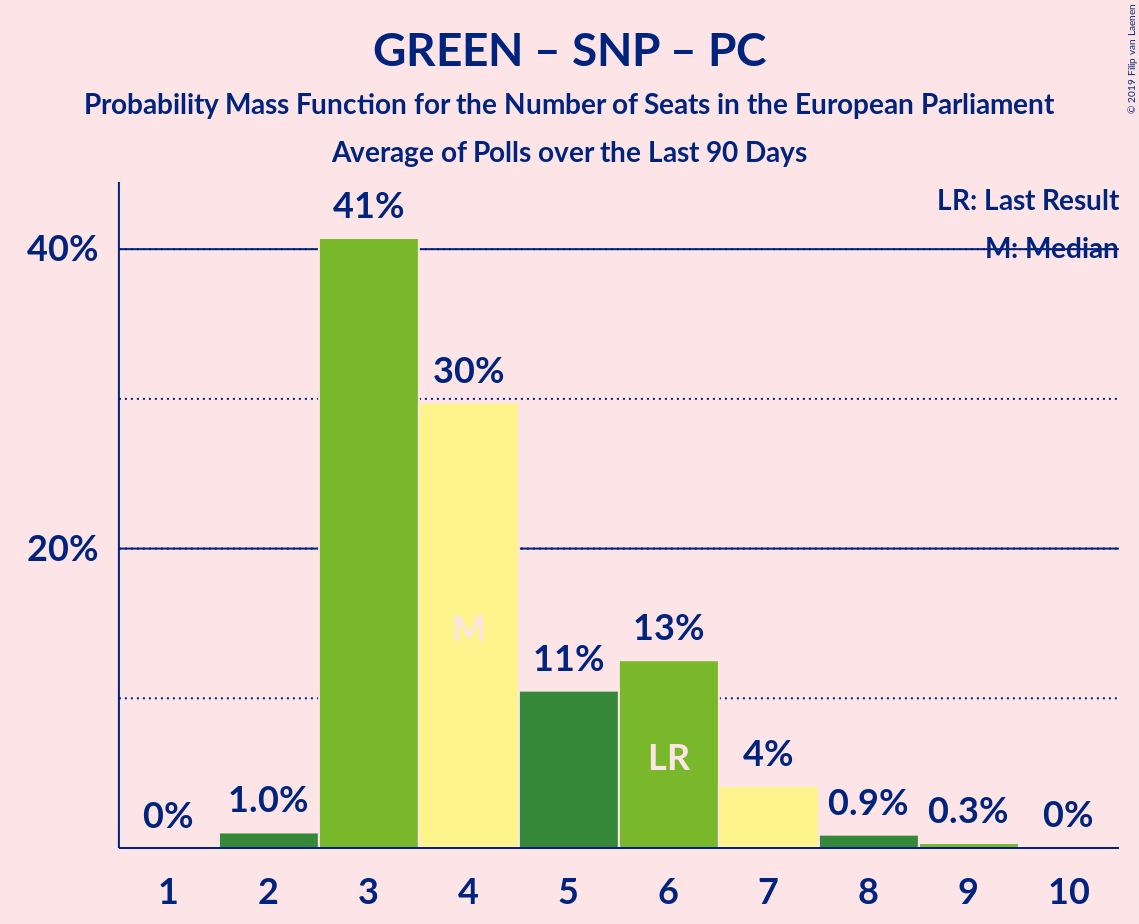 © 2019 Filip van Laenen
GREEN – SNP – PC
Probability Mass Function for the Number of Seats in the European Parliament
Average of Polls over the Last 90 Days
LR: Last Result
M: Median
40%
20%
0%
1.0%
41%
30%
M
11%
13%
LR
4%
0.9%
0.3%
0%
1 2 3 4 5 6 7 8 9 10